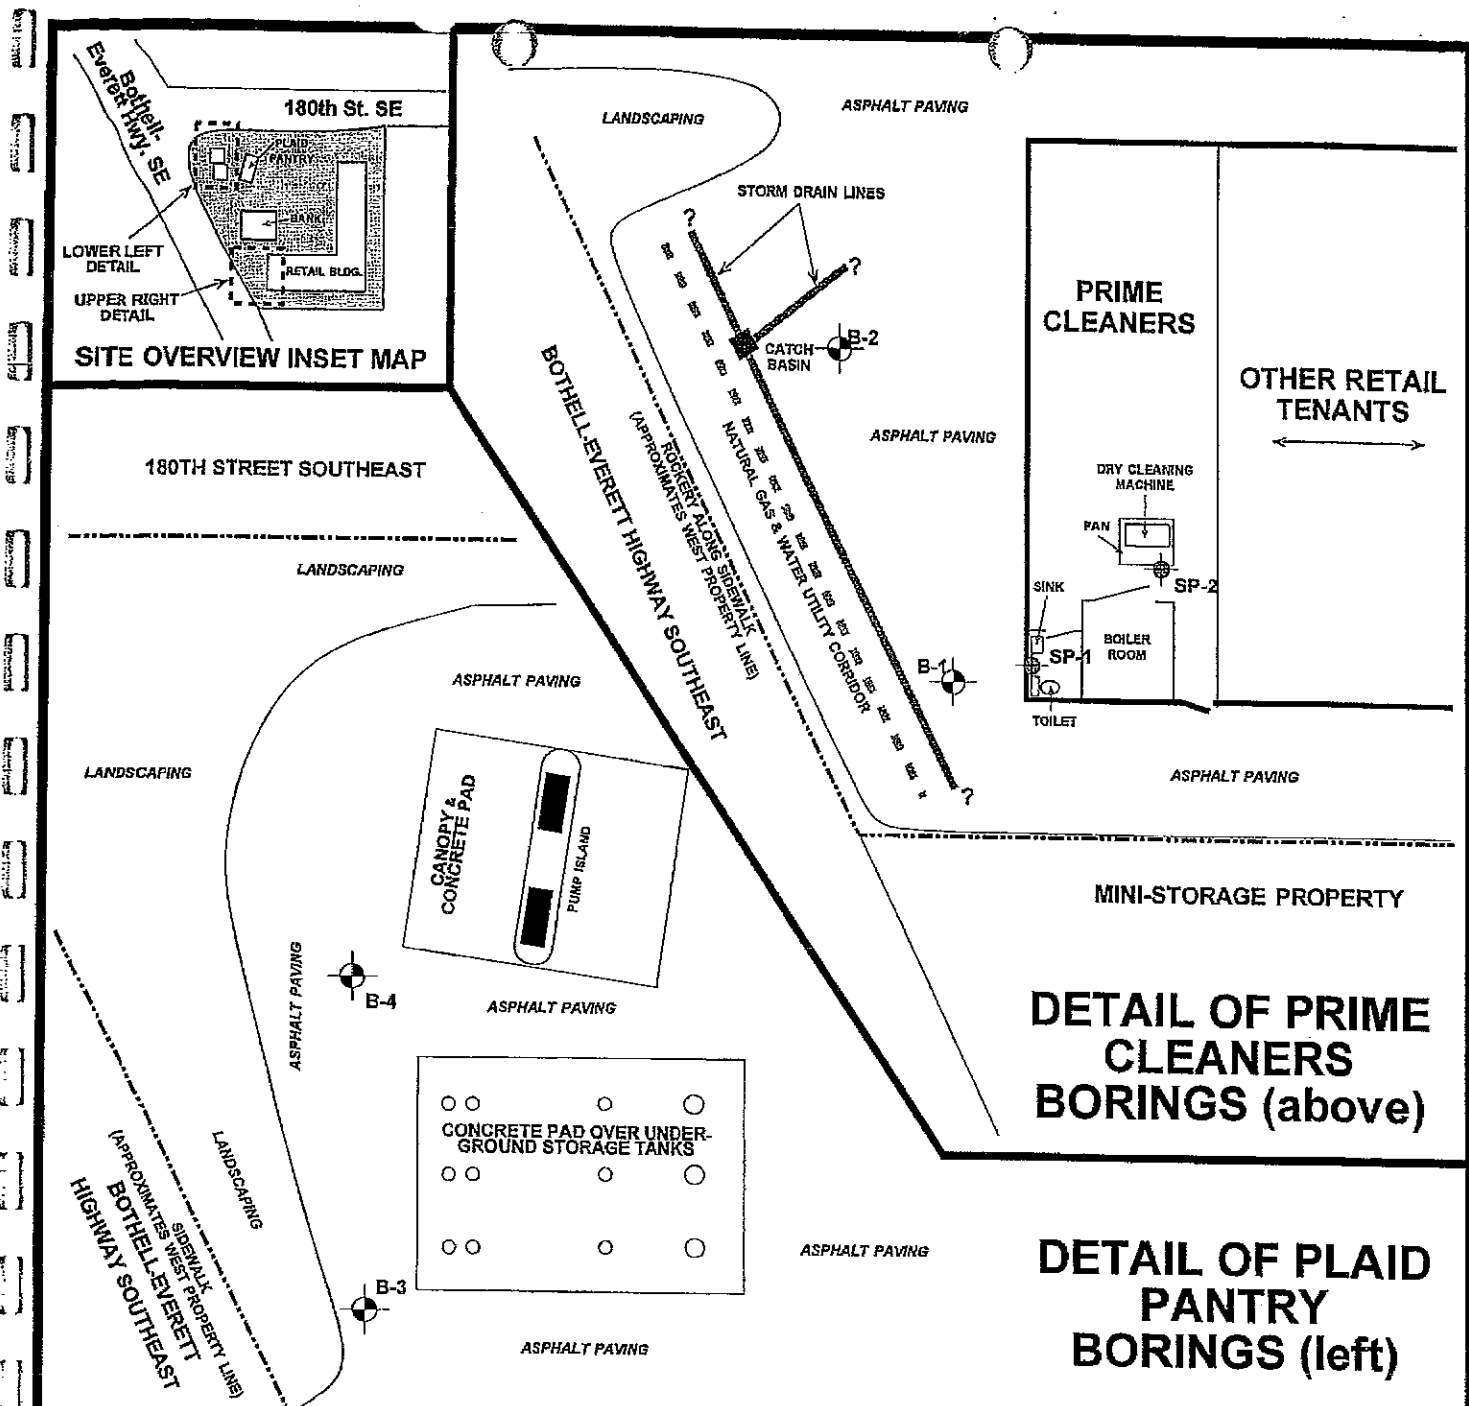 Bothell-
Everett Hwy. SE
180th St. SE
PLAID
PANTRY
BANK
RETAIL BLDG.
LOWER LEFT
DETAIL
UPPER RIGHT
DETAIL
SITE OVERVIEW INSET MAP
LANDSCAPING
ASPHALT PAVING
STORM DRAIN LINES
?
?
CATCH
BASIN
B-2
PRIME
CLEANERS
OTHER RETAIL
TENANTS
ASPHALT PAVING
BOTHELL-EVERETT HIGHWAY SOUTHEAST
ROCKERY ALONG SIDEWALK
(APPROXIMATES WEST PROPERTY LINE)
NATURAL GAS & WATER UTILITY CORRIDOR
DRY CLEANING
MACHINE
PAN
SP-2
SINK
BOILER
ROOM
SP-1
TOILET
B-1
?
ASPHALT PAVING
MINI-STORAGE PROPERTY
DETAIL OF PRIME
CLEANERS
BORINGS (above)
180TH STREET SOUTHEAST
LANDSCAPING
ASPHALT PAVING
LANDSCAPING
CANOPY &
CONCRETE PAD
PUMP ISLAND
ASPHALT PAVING
B-4
ASPHALT PAVING
CONCRETE PAD OVER UNDER-
GROUND STORAGE TANKS
LANDSCAPING
SIDEWALK
(APPROXIMATES WEST PROPERTY LINE)
BOTHELL-EVERETT
HIGHWAY SOUTHEAST
B-3
ASPHALT PAVING
ASPHALT PAVING
DETAIL OF PLAID
PANTRY
BORINGS (left)